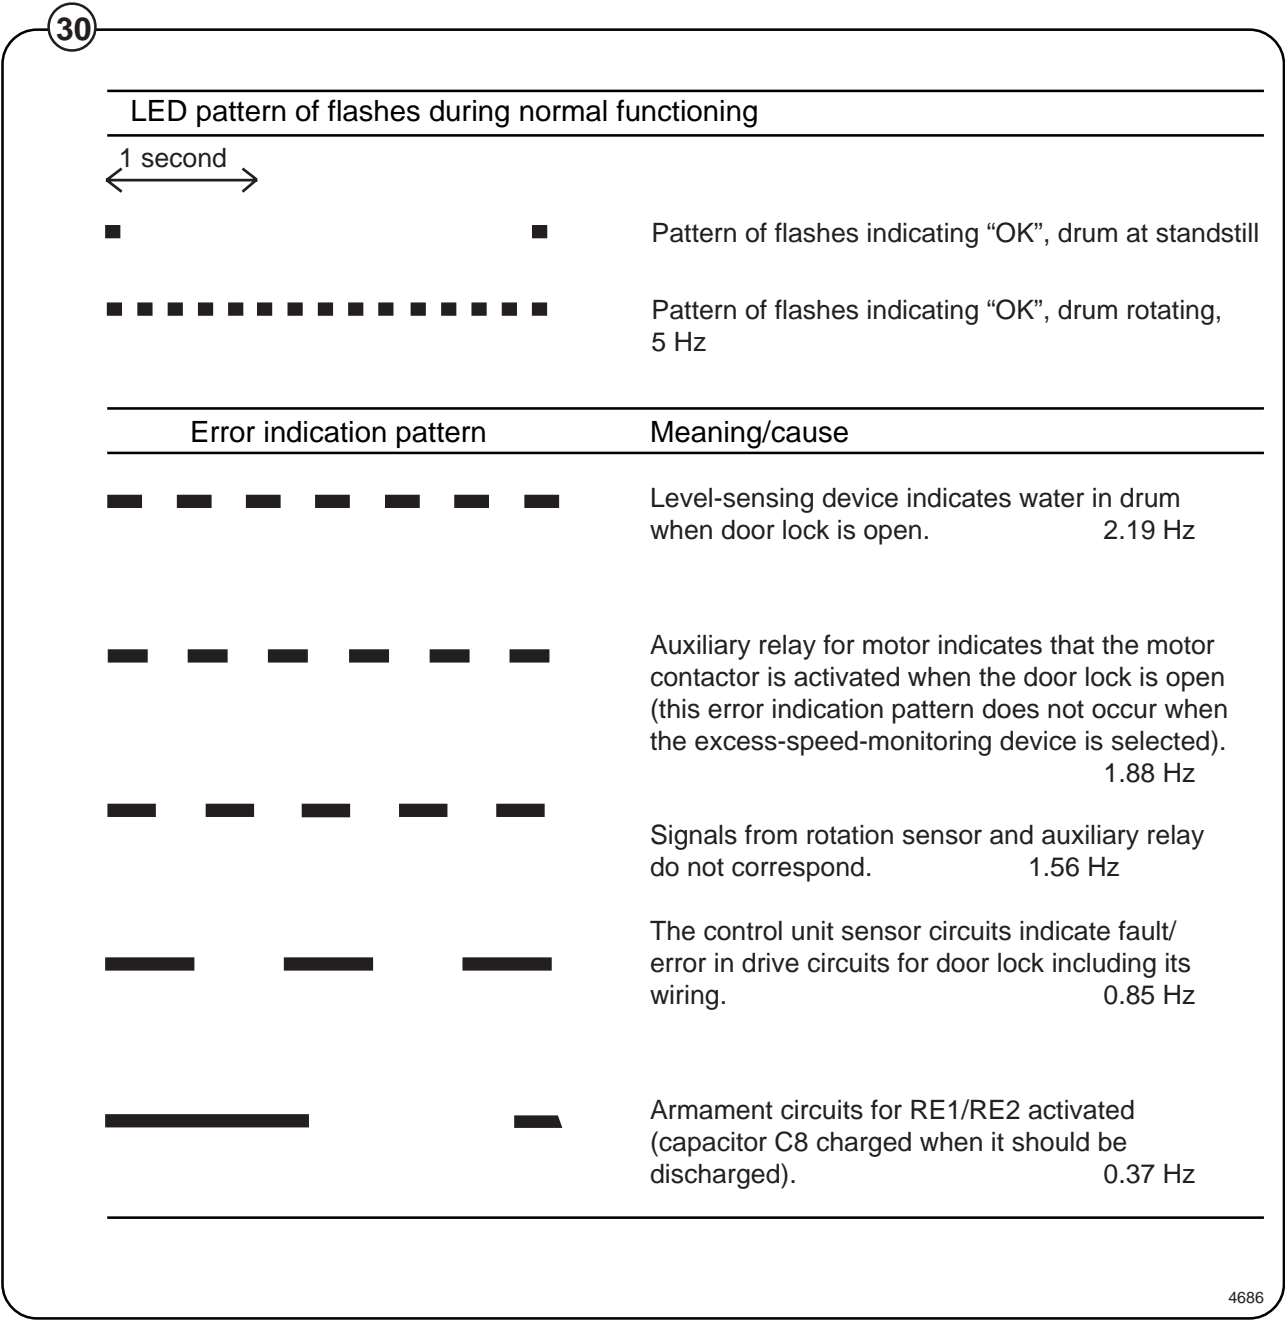 30
LED pattern of flashes during normal functioning
1 second
Pattern of flashes indicating “OK”, drum at standstill
Pattern of flashes indicating “OK”, drum rotating,
5 Hz
Error indication pattern Meaning/cause
Level-sensing device indicates water in drum
when door lock is open. 2.19 Hz
Auxiliary relay for motor indicates that the motor
contactor is activated when the door lock is open
(this error indication pattern does not occur when
the excess-speed-monitoring device is selected).
1.88 Hz
Signals from rotation sensor and auxiliary relay
do not correspond. 1.56 Hz
The control unit sensor circuits indicate fault/
error in drive circuits for door lock including its
wiring. 0.85 Hz
Armament circuits for RE1/RE2 activated
(capacitor C8 charged when it should be
discharged). 0.37 Hz
4686